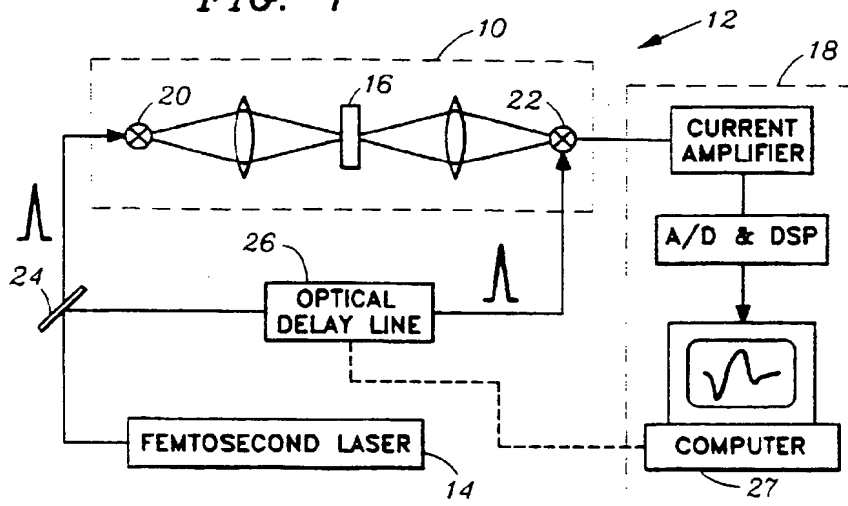 FIG.
10
12
18
20
16
22
CURRENT
AMPLIFIER
A/D & DSP
26
24
OPTICAL
DELAY LINE
FEMTOSECOND LASER
14
COMPUTER
27